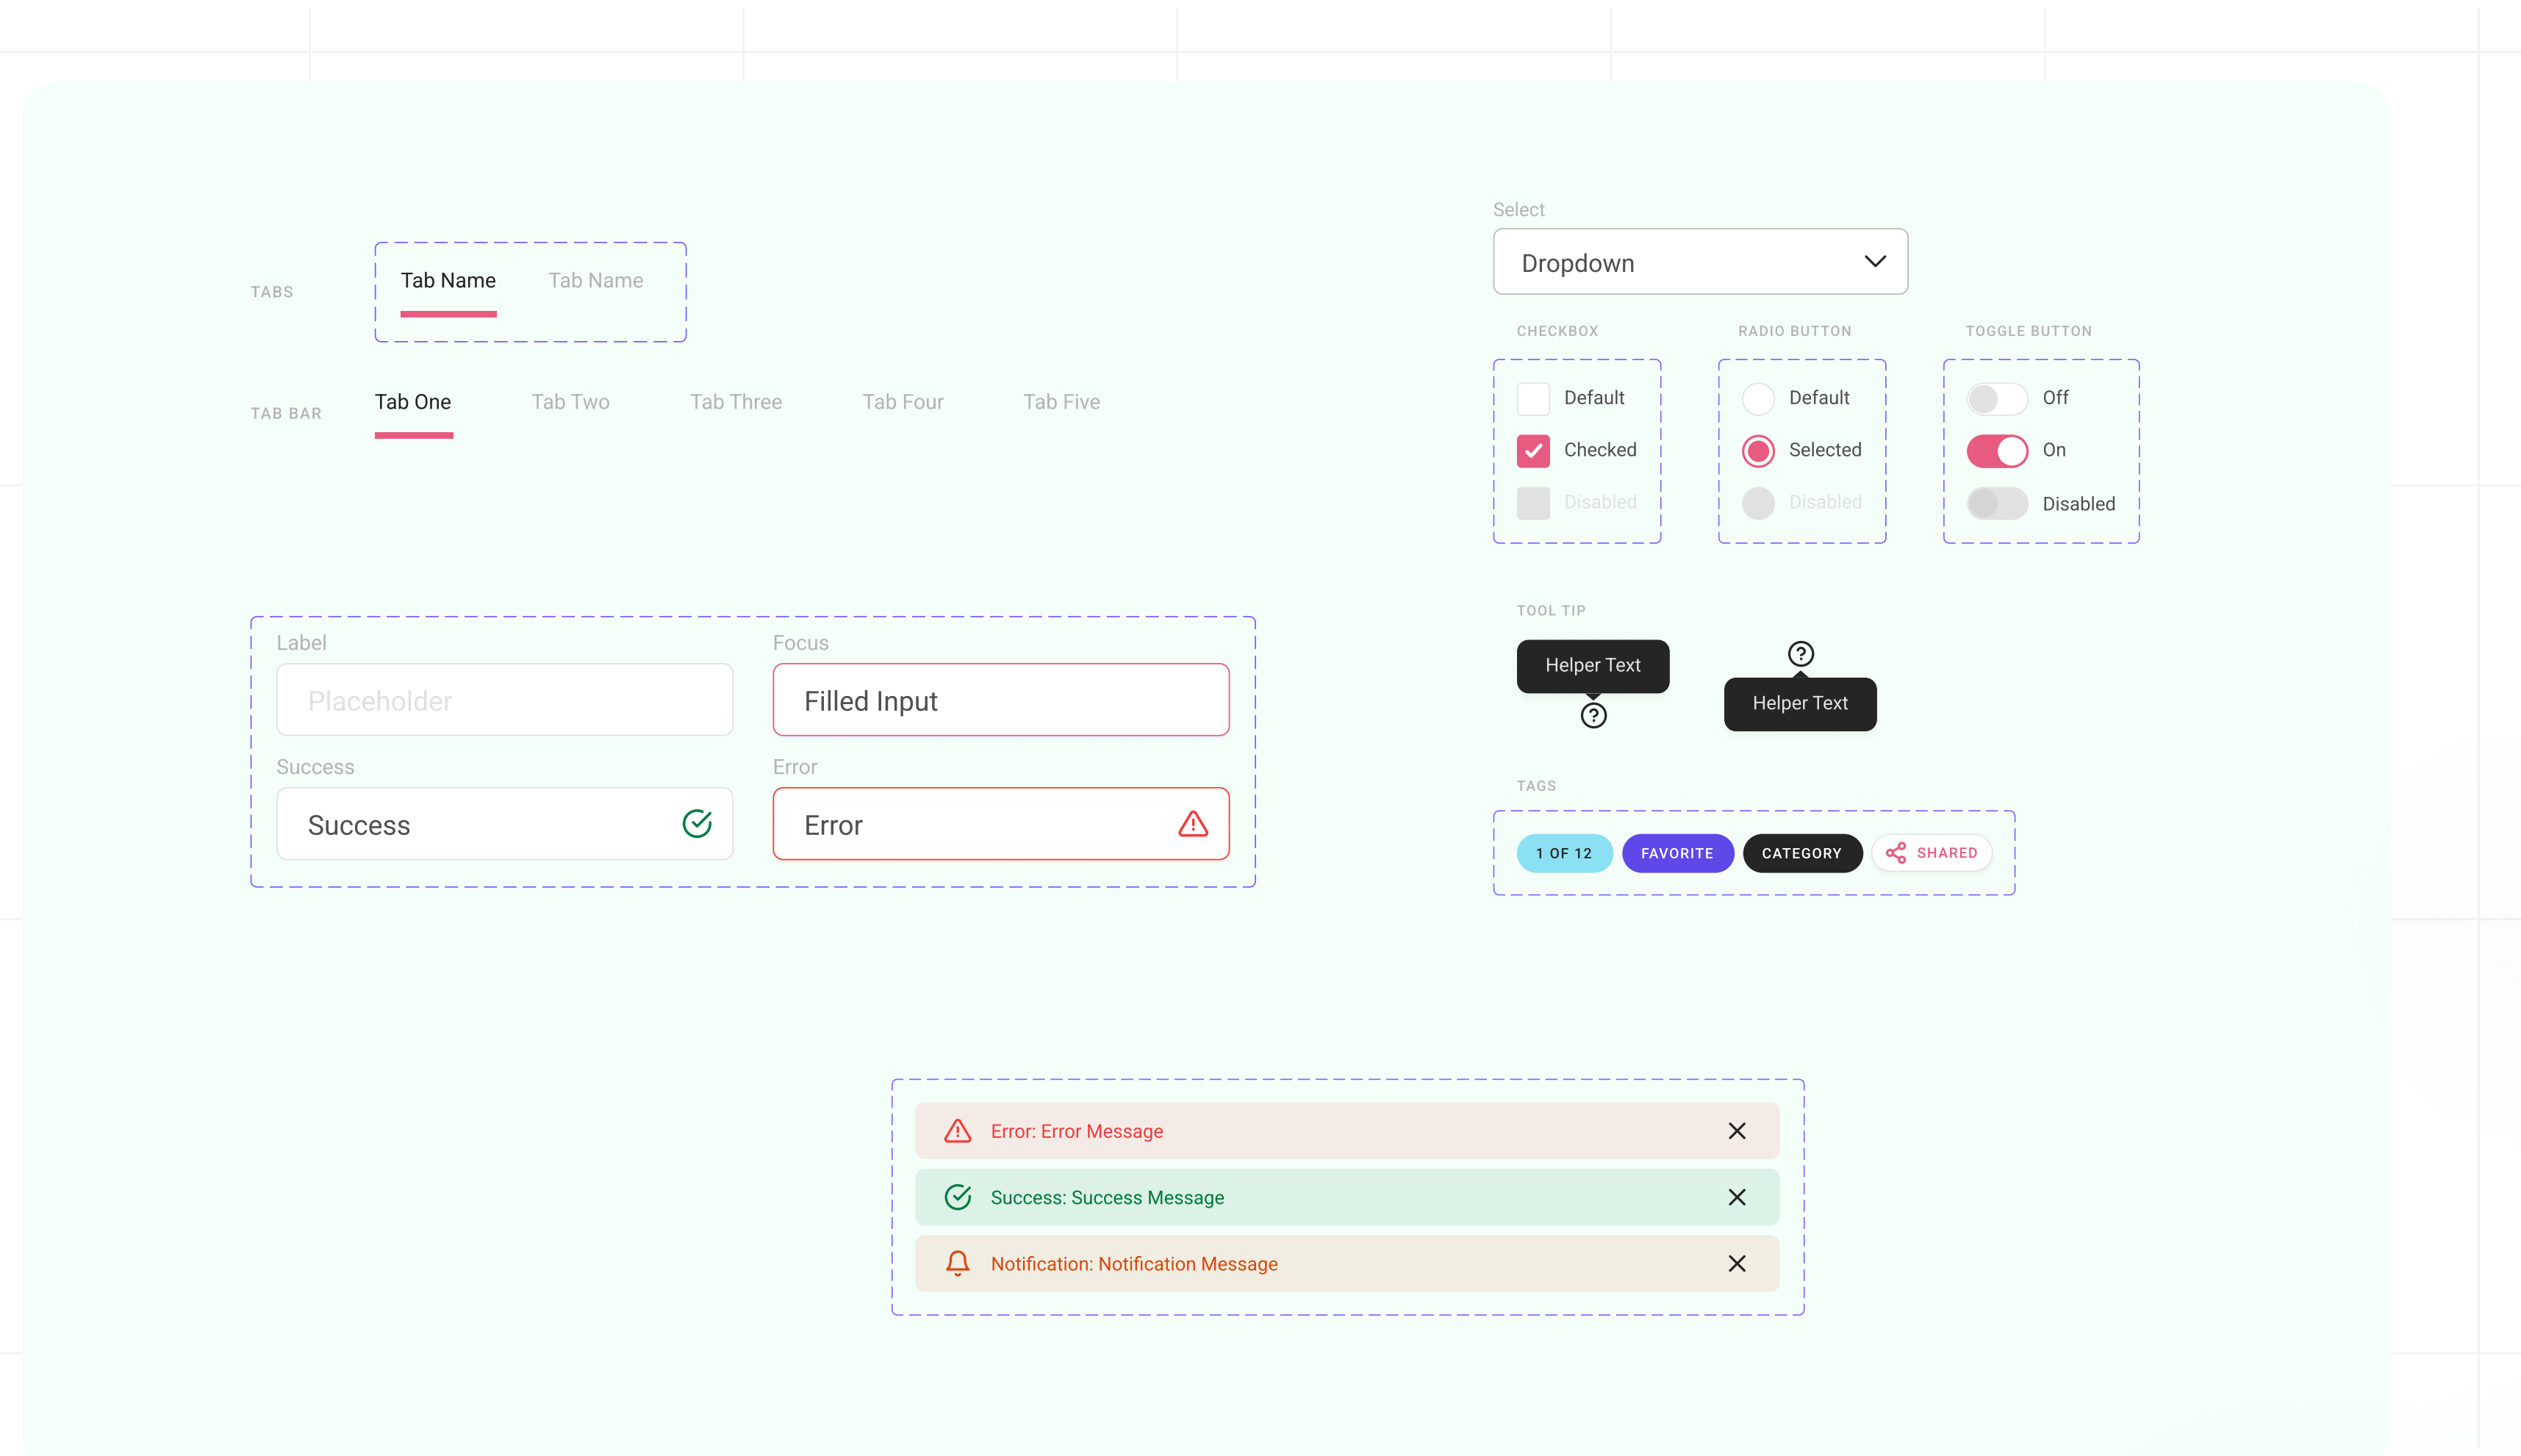 TABS
Tab Name
Tab Name
TAB BAR
Tab One
Tab Two
Tab Three
Tab Four
Tab Five
Label
Placeholder
Focus
Filled Input
Success
Success
Error
Error
Select
Dropdown
CHECKBOX
Default
Checked
Disabled
RADIO BUTTON
Default
Selected
Disabled
TOGGLE BUTTON
Off
On
Disabled
TOOL TIP
Helper Text
?
?
Helper Text
TAGS
1 OF 12
FAVORITE
CATEGORY
SHARED
Error: Error Message
Success: Success Message
Notification: Notification Message